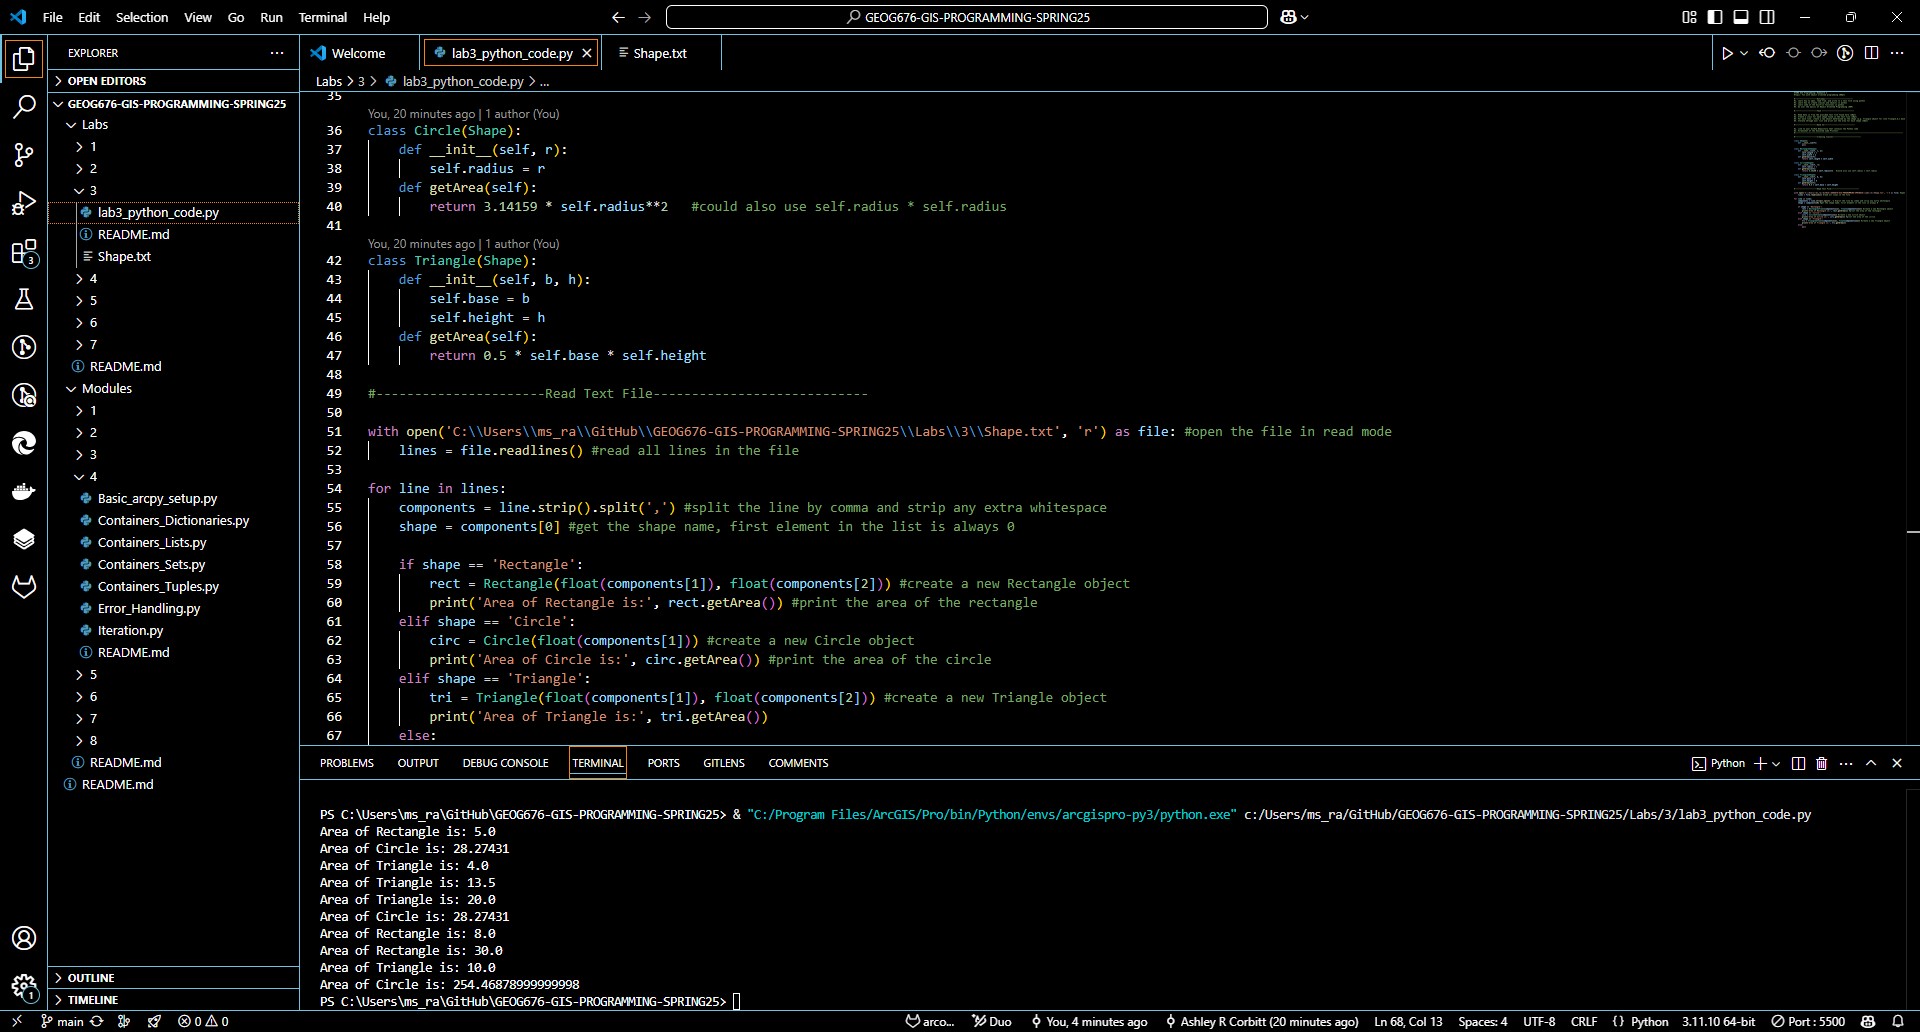 File Edit Selection View Go Run Terminal Help
GEOG676-GIS-PROGRAMMING-SPRING25
EXPLORER
OPEN EDITORS
GEOG676-GIS-PROGRAMMING-SPRING25
Labs
1
2
3
lab3_python_code.py
README.md
Shape.txt
4
5
6
7
README.md
Modules
1
2
3
4
Basic_arcpy_setup.py
Containers_Dictionaries.py
Containers_Lists.py
Containers_Sets.py
Containers_Tuples.py
Error_Handling.py
Iteration.py
README.md
5
6
7
8
README.md
README.md
OUTLINE
TIMELINE
3
1
Welcome lab3_python_code.py Shape.txt
Labs > 3 > lab3_python_code.py > ...
35
You, 20 minutes ago | 1 author (You)
36 class Circle(Shape):
37 def __init__(self, r):
38 self.radius = r
39 def getArea(self):
40 return 3.14159 * self.radius**2 #could also use self.radius * self.radius
41
You, 20 minutes ago | 1 author (You)
42 class Triangle(Shape):
43 def __init__(self, b, h):
44 self.base = b
45 self.height = h
46 def getArea(self):
47 return 0.5 * self.base * self.height
48
49 #----------------------Read Text File----------------------------
50
51 with open('C:\\Users\\ms_ra\\GitHub\\GEOG676-GIS-PROGRAMMING-SPRING25\\Labs\\3\\Shape.txt', 'r') as file: #open the file in read mode
52 lines = file.readlines() #read all lines in the file
53
54 for line in lines:
55 components = line.strip().split(',') #split the line by comma and strip any extra whitespace
56 shape = components[0] #get the shape name, first element in the list is always 0
57
58 if shape == 'Rectangle':
59 rect = Rectangle(float(components[1]), float(components[2])) #create a new Rectangle object
60 print('Area of Rectangle is:', rect.getArea()) #print the area of the rectangle
61 elif shape == 'Circle':
62 circ = Circle(float(components[1])) #create a new Circle object
63 print('Area of Circle is:', circ.getArea()) #print the area of the circle
64 elif shape == 'Triangle':
65 tri = Triangle(float(components[1]), float(components[2])) #create a new Triangle object
66 print('Area of Triangle is:', tri.getArea())
67 else:
PROBLEMS OUTPUT DEBUG CONSOLE TERMINAL PORTS GITLENS COMMENTS
Python
PS C:\Users\ms_ra\GitHub\GEOG676-GIS-PROGRAMMING-SPRING25> & "C:/Program Files/ArcGIS/Pro/bin/Python/envs/arcgispro-py3/python.exe" c:/Users/ms_ra/GitHub/GEOG676-GIS-PROGRAMMING-SPRING25/Labs/3/lab3_python_code.py
Area of Rectangle is: 5.0
Area of Circle is: 28.27431
Area of Triangle is: 4.0
Area of Triangle is: 13.5
Area of Triangle is: 20.0
Area of Circle is: 28.27431
Area of Rectangle is: 8.0
Area of Rectangle is: 30.0
Area of Triangle is: 10.0
Area of Circle is: 254.46878999999998
PS C:\Users\ms_ra\GitHub\GEOG676-GIS-PROGRAMMING-SPRING25>
main 0 0 arco... Duo You, 4 minutes ago Ashley R Corbitt (20 minutes ago) Ln 68, Col 13 Spaces: 4 UTF-8 CRLF {} Python 3.11.10 64-bit Port : 5500